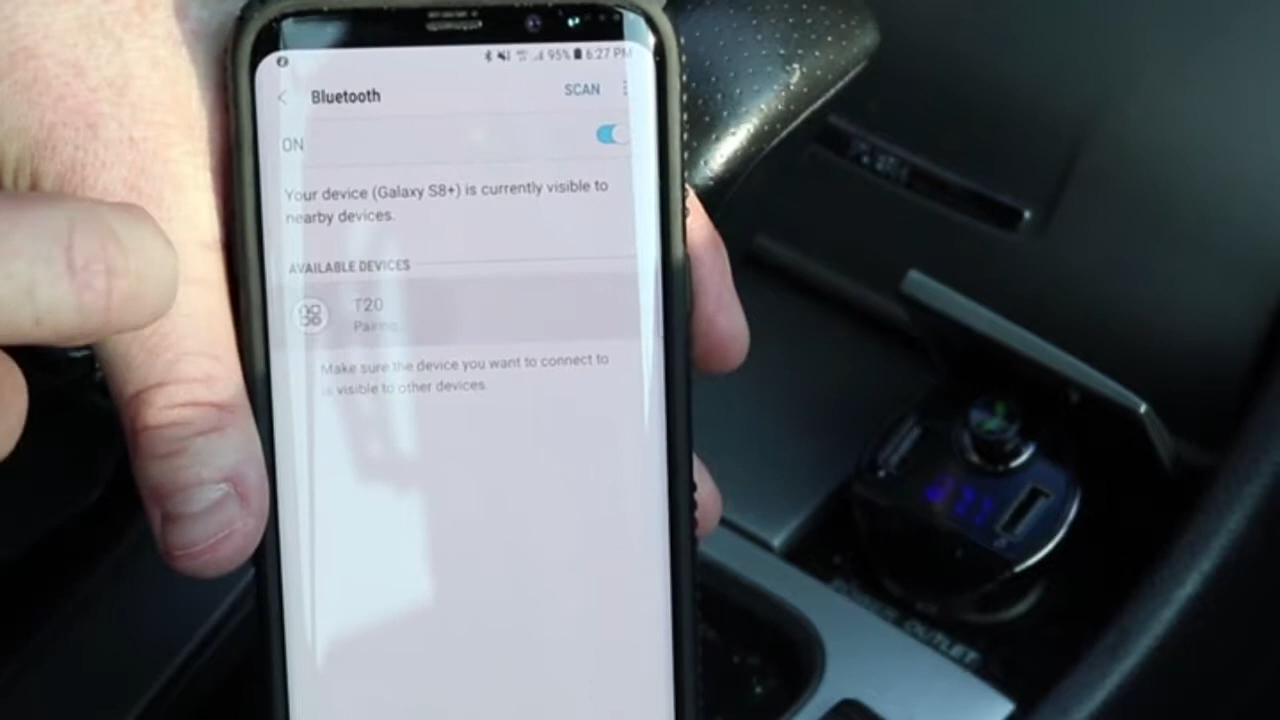 95% 6:27 PM
Bluetooth
SCAN
ON
Your device (Galaxy S8+) is currently visible to
nearby devices.
AVAILABLE DEVICES
T20
Make sure the device you want to connect to
is visible to other devices.
OUTLET